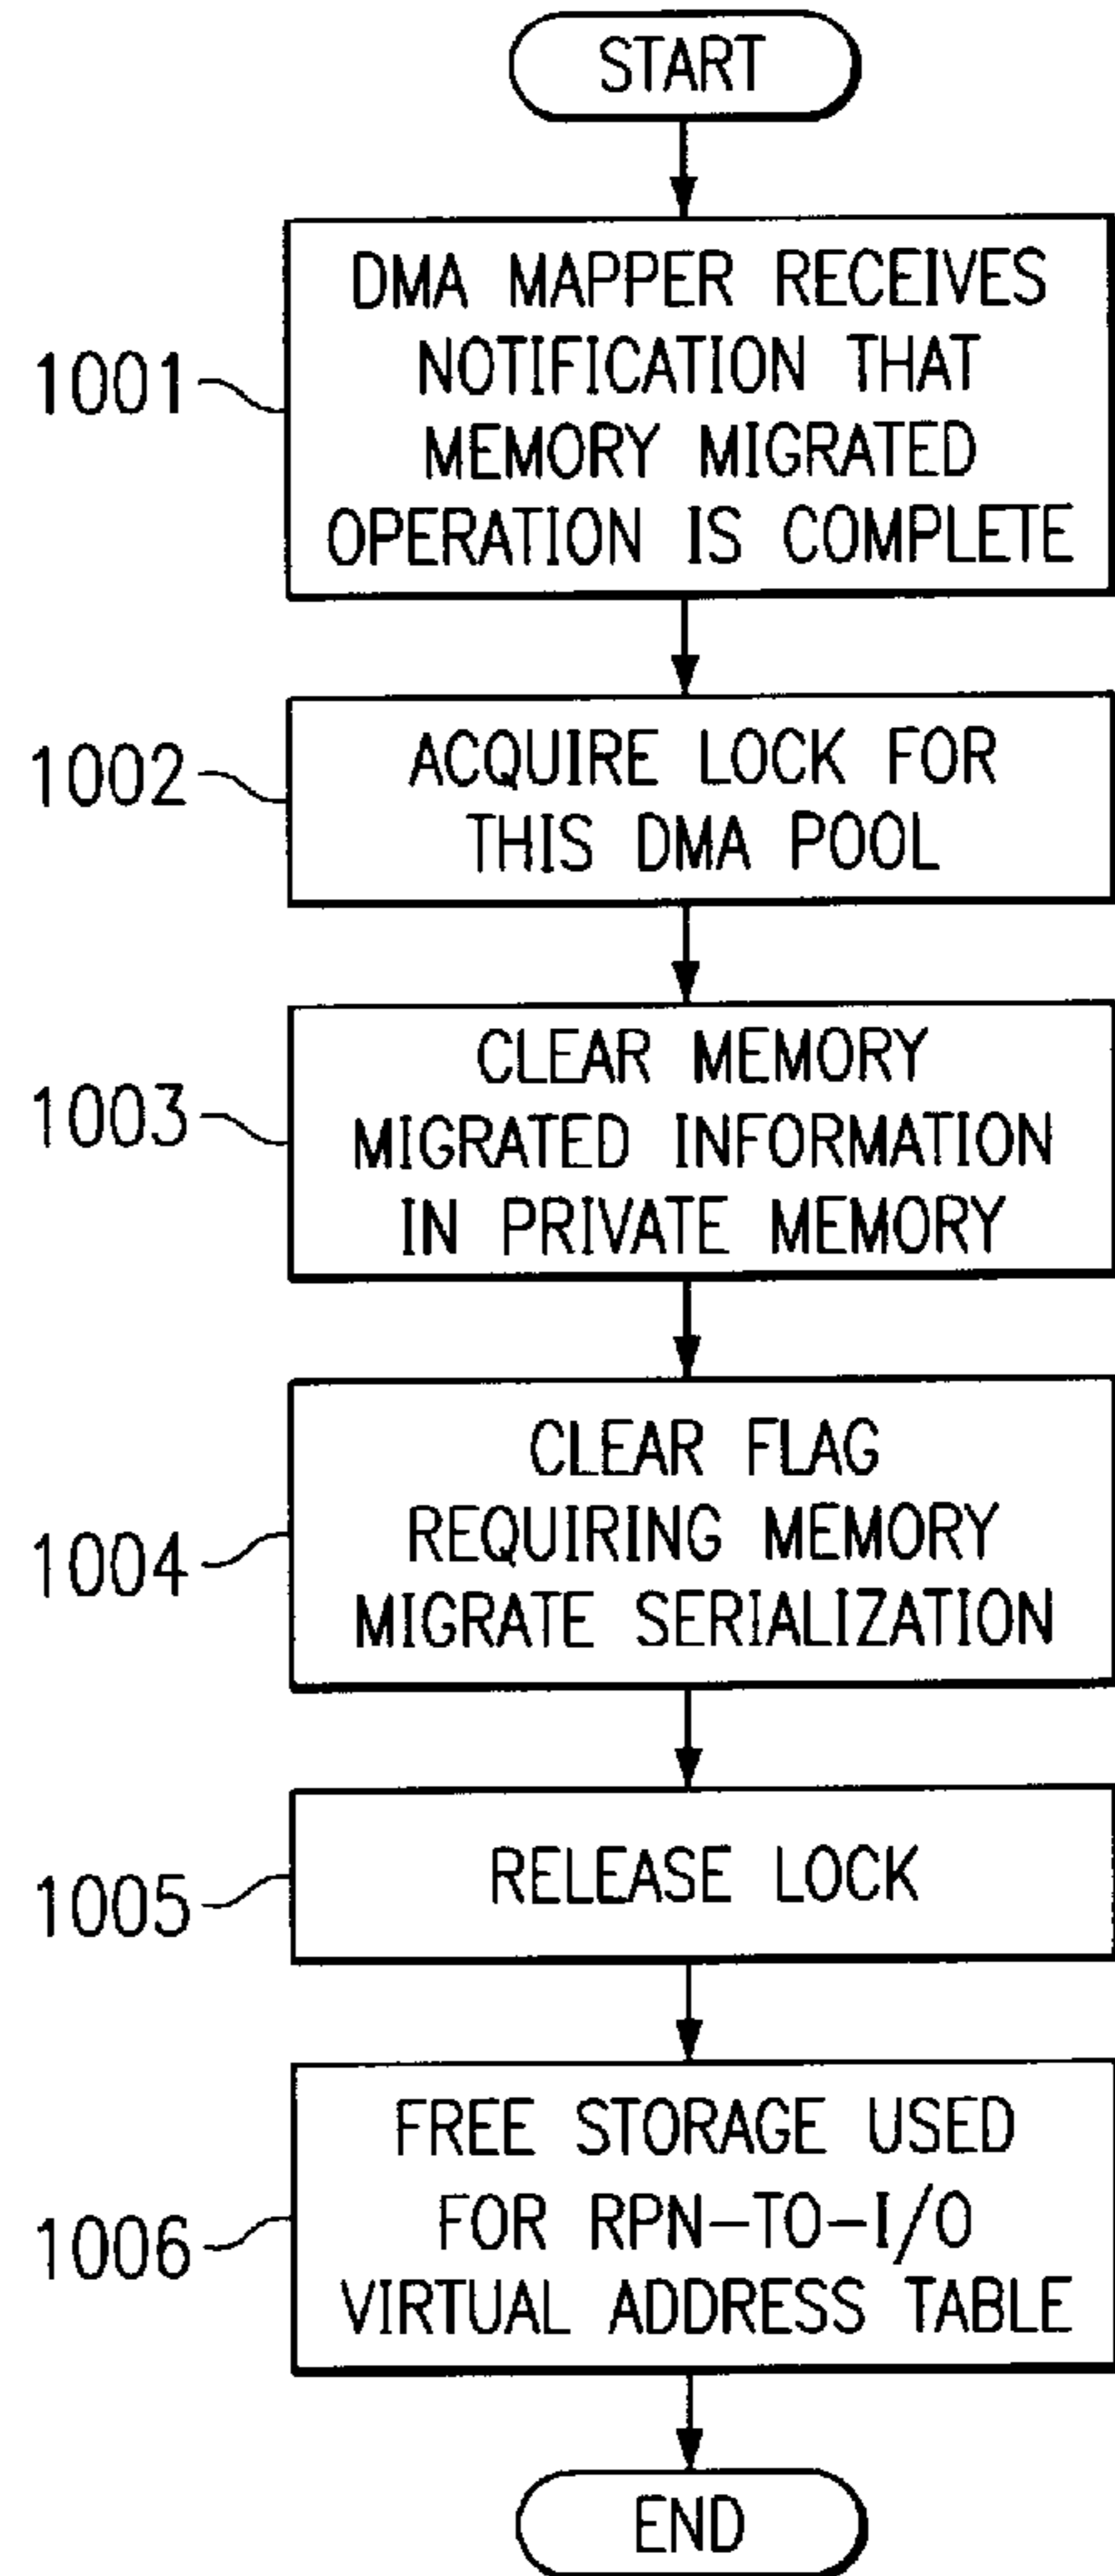 START
DMA MAPPER RECEIVES
NOTIFICATION THAT
MEMORY MIGRATED
OPERATION IS COMPLETE
1001
ACQUIRE LOCK FOR
THIS DMA POOL
1002
CLEAR MEMORY
MIGRATED INFORMATION
IN PRIVATE MEMORY
1003
CLEAR FLAG
REQUIRING MEMORY
MIGRATE SERIALIZATION
1004
RELEASE LOCK
1005
FREE STORAGE USED
FOR RPN-TO-I/O
VIRTUAL ADDRESS TABLE
1006
END